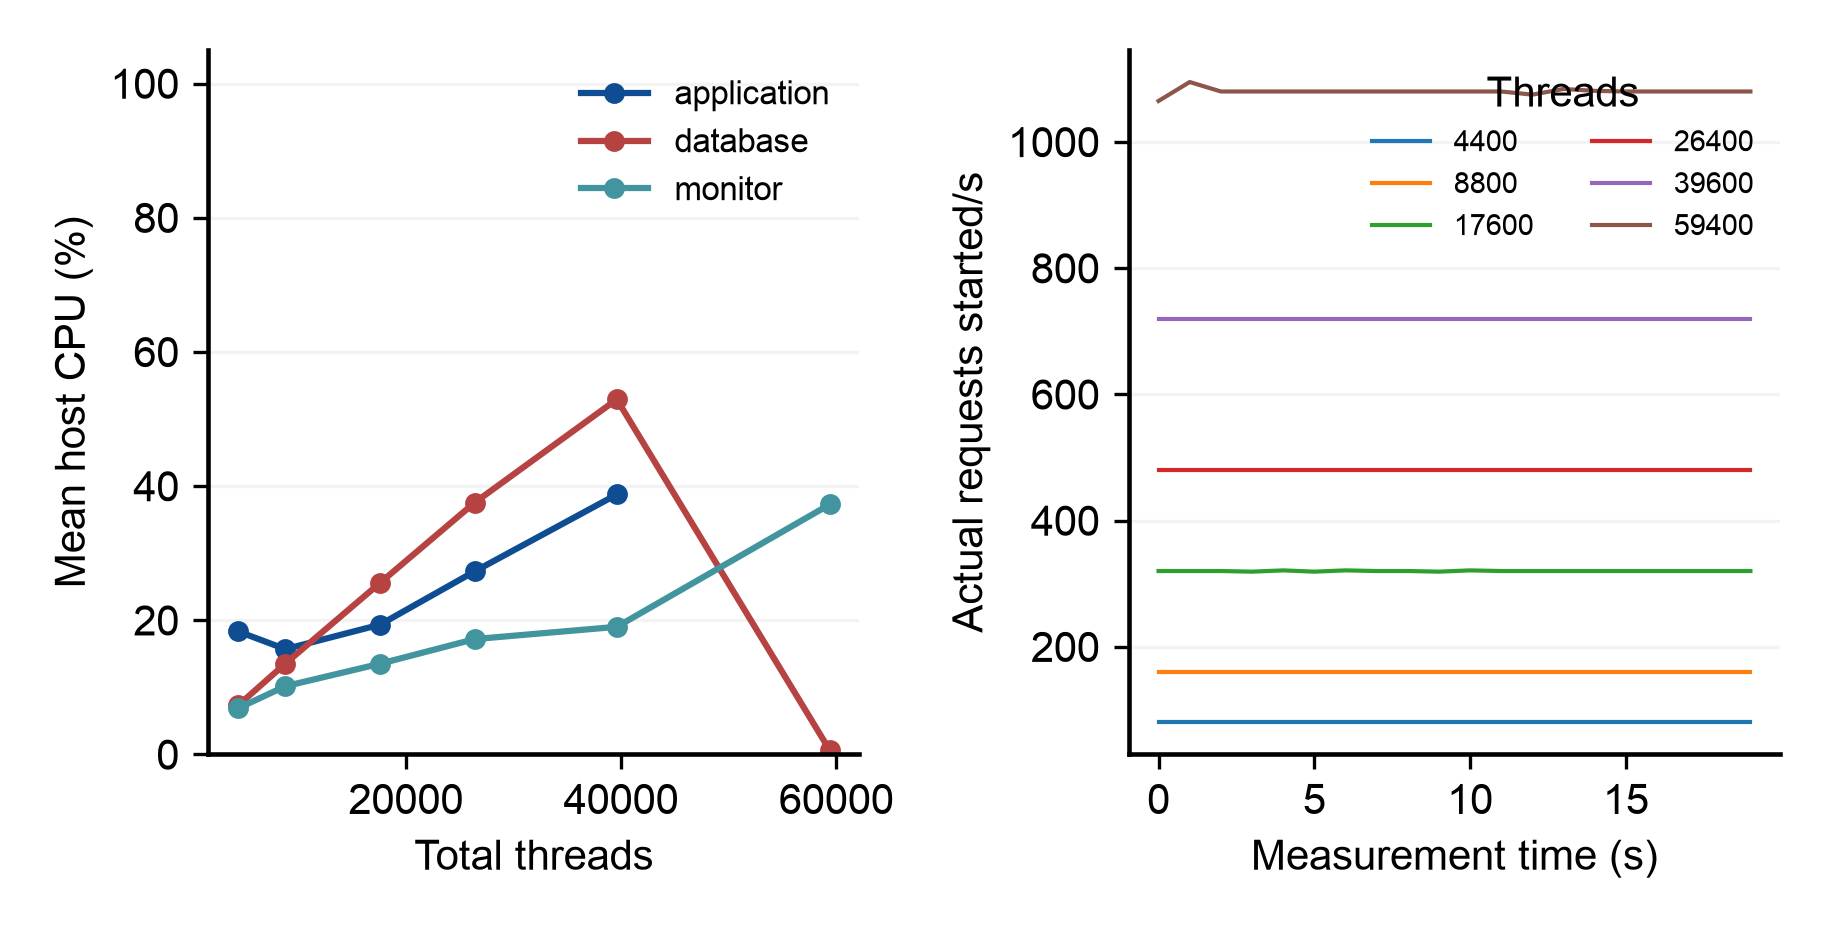 Mean host CPU (%)
100
80
60
40
20
0
application
database
monitor
20000 40000 60000
Total threads
Actual requests started/s
1000
800
600
400
200
Threads
4400 26400
8800 39600
17600 59400
0 5 10 15
Measurement time (s)